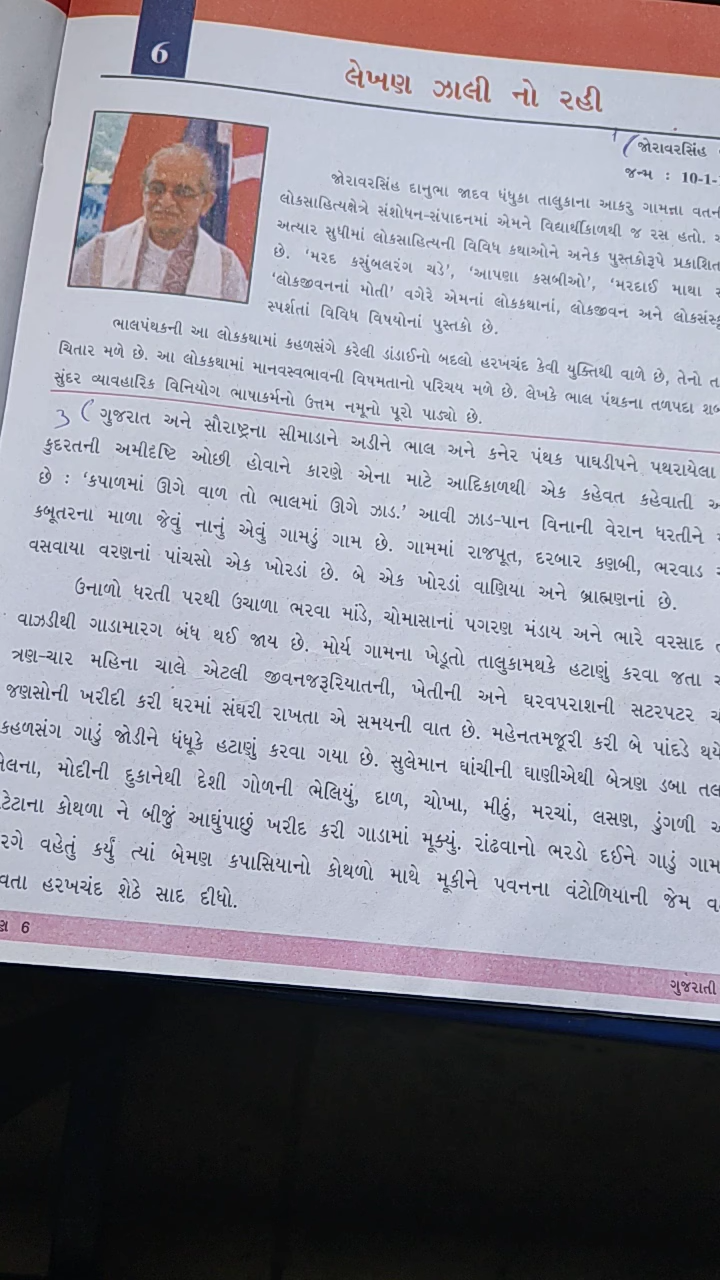 6
લેખણ ઝાલી નો રહી
(જોરાવરસિંહ
જન્મ : 10-1-
જોરાવરસિંહ દાનુભા જાદવ ધંધુકા તાલુકાના આકરુ ગામના વતની
લોકસાહિત્યક્ષેત્રે સંશોધન-સંપાદનમાં એમને વિદ્યાર્થીકાળથી જ રસ હતો.
અત્યાર સુધીમાં લોકસાહિત્યની વિવિધ કથાઓને અનેક પુસ્તકોરૂપે પ્રકાશિત
છે. ‘મરદ કસુંબલરંગ ચડે’, ‘આપણા કસબીઓ’, ‘મરદાઈ માથા
‘લોકજીવનનાં મોતી’ વગેરે એમનાં લોકકથાનાં, લોકજીવન અને લોકસંસ્કૃ
સ્પર્શતાં વિવિધ વિષયોનાં પુસ્તકો છે.
ભાલપંથકની આ લોકકથામાં કહળસંગે કરેલી ડાંડાઈનો બદલો હરખચંદ કેવી યુક્તિથી વાળે છે, તેનો ત
ચિતાર મળે છે. આ લોકકથામાં માનવસ્વભાવની વિષમતાનો પરિચય મળે છે. લેખકે ભાલ પંથકના તળપદા શબ્
સુંદર વ્યાવહારિક વિનિયોગ ભાષાકર્મનો ઉત્તમ નમૂનો પૂરો પાડ્યો છે.
3 ( ગુજરાત અને સૌરાષ્ટ્રના સીમાડાને અડીને ભાલ અને કનેર પંથક પાઘડીપને પથરાયેલા
કુદરતની અમીદષ્ટિ ઓછી હોવાને કારણે એના માટે આદિકાળથી એક કહેવત કહેવાતી આ
છે : ‘કપાળમાં ઊગે વાળ તો ભાલમાં ઊગે ઝાડ.’ આવી ઝાડ-પાન વિનાની વેરાન ધરતીને
કબૂતરના માળા જેવું નાનું એવું ગામડું ગામ છે. ગામમાં રાજપૂત, દરબાર કણબી, ભરવાડ
વસવાયા વરણનાં પાંચસો એક ખોરડાં છે. બે એક ખોરડાં વાણિયા અને બ્રાહ્મણનાં છે.
ઉનાળો ધરતી પરથી ઉચાળા ભરવા માંડે, ચોમાસાનાં પગરણ મંડાય અને ભારે વરસાદ
વાઝડીથી ગાડામારગ બંધ થઈ જાય છે. મોર્ય ગામના ખેડૂતો તાલુકામથકે હટાણું કરવા જતા
ત્રણ-ચાર મહિના ચાલે એટલી જીવનજરૂરિયાતની, ખેતીની અને ઘરવપરાશની સટરપટર ચી
જણસોની ખરીદી કરી ઘરમાં સંઘરી રાખતા એ સમયની વાત છે. મહેનતમજૂરી કરી બે પાંદડે થયે
કહળસંગ ગાડું જોડીને ધંધૂકે હટાણું કરવા ગયા છે. સુલેમાન ઘાંચીની ઘાણીએથી બેત્રણ ડબા તલ
તેલના, મોદીની દુકાનેથી દેશી ગોળની ભેલિયું, દાળ, ચોખા, મીઠું, મરચાં, લસણ, ડુંગળી
ટેટાના કોથળા ને બીજું આઘુંપાછું ખરીદ કરી ગાડામાં મૂક્યું. રાંઢવાનો ભરડો દઈને ગાડું ગામ
રગે વહેતું કર્યું ત્યાં બેમણ કપાસિયાનો કોથળો માથે મૂકીને પવનના વંટોળિયાની જેમ વ
વતા હરખચંદ શેઠે સાદ દીધો.
6
ગુજરાતી